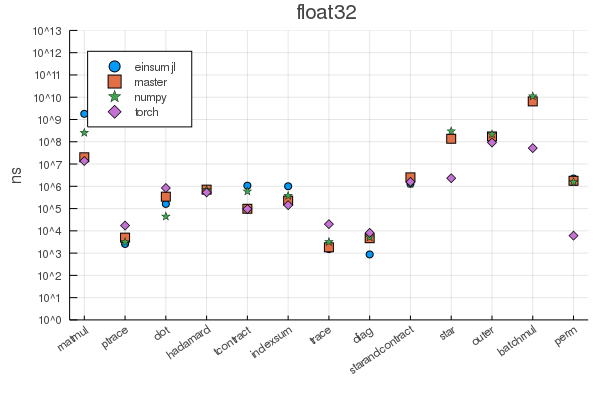 float32
10^13
10^12
10^11
10^10
10^9
10^8
10^7
10^6
10^5
10^4
10^3
10^2
10^1
10^0
ns
einsumjl
master
numpy
torch
matmul
ptrace
dot
hadamard
tcontract
indexsum
trace
diag
starandcontract
star
outer
batchmul
perm